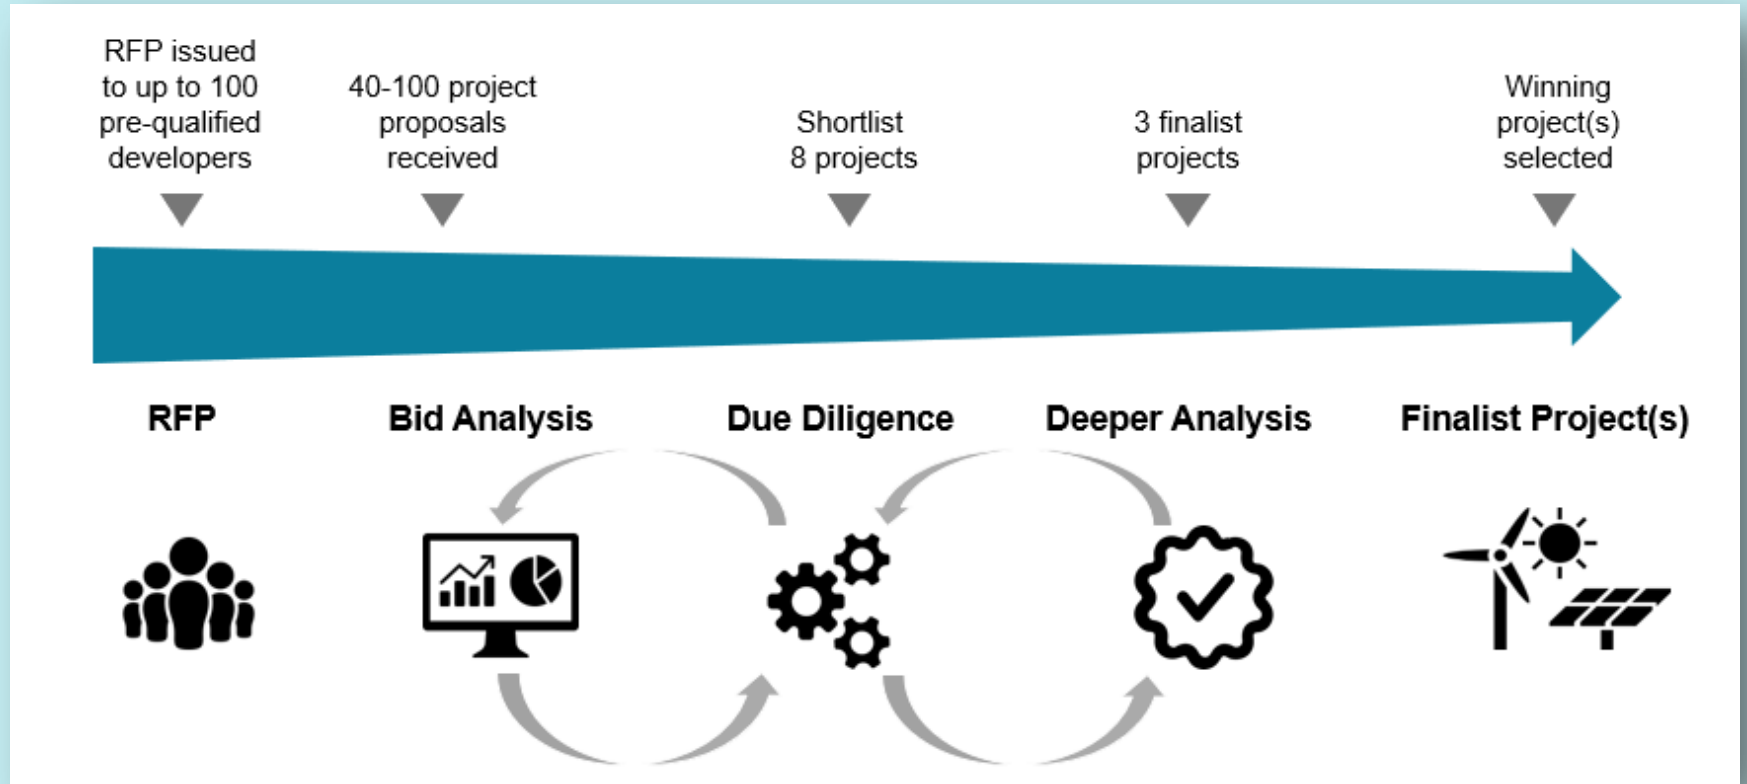 RFP issued
to up to 100
pre-qualified
developers
40-100 project
proposals
received
Shortlist
8 projects
3 finalist
projects
Winning
project(s)
selected
RFP
Bid Analysis
Due Diligence
Deeper Analysis
Finalist Project(s)